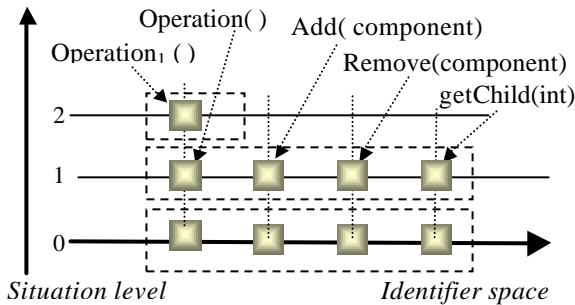 Operation( )
Add( component)
Operation1 ( )
Remove(component)
getChild(int)
2
1
0
Situation level
Identifier space